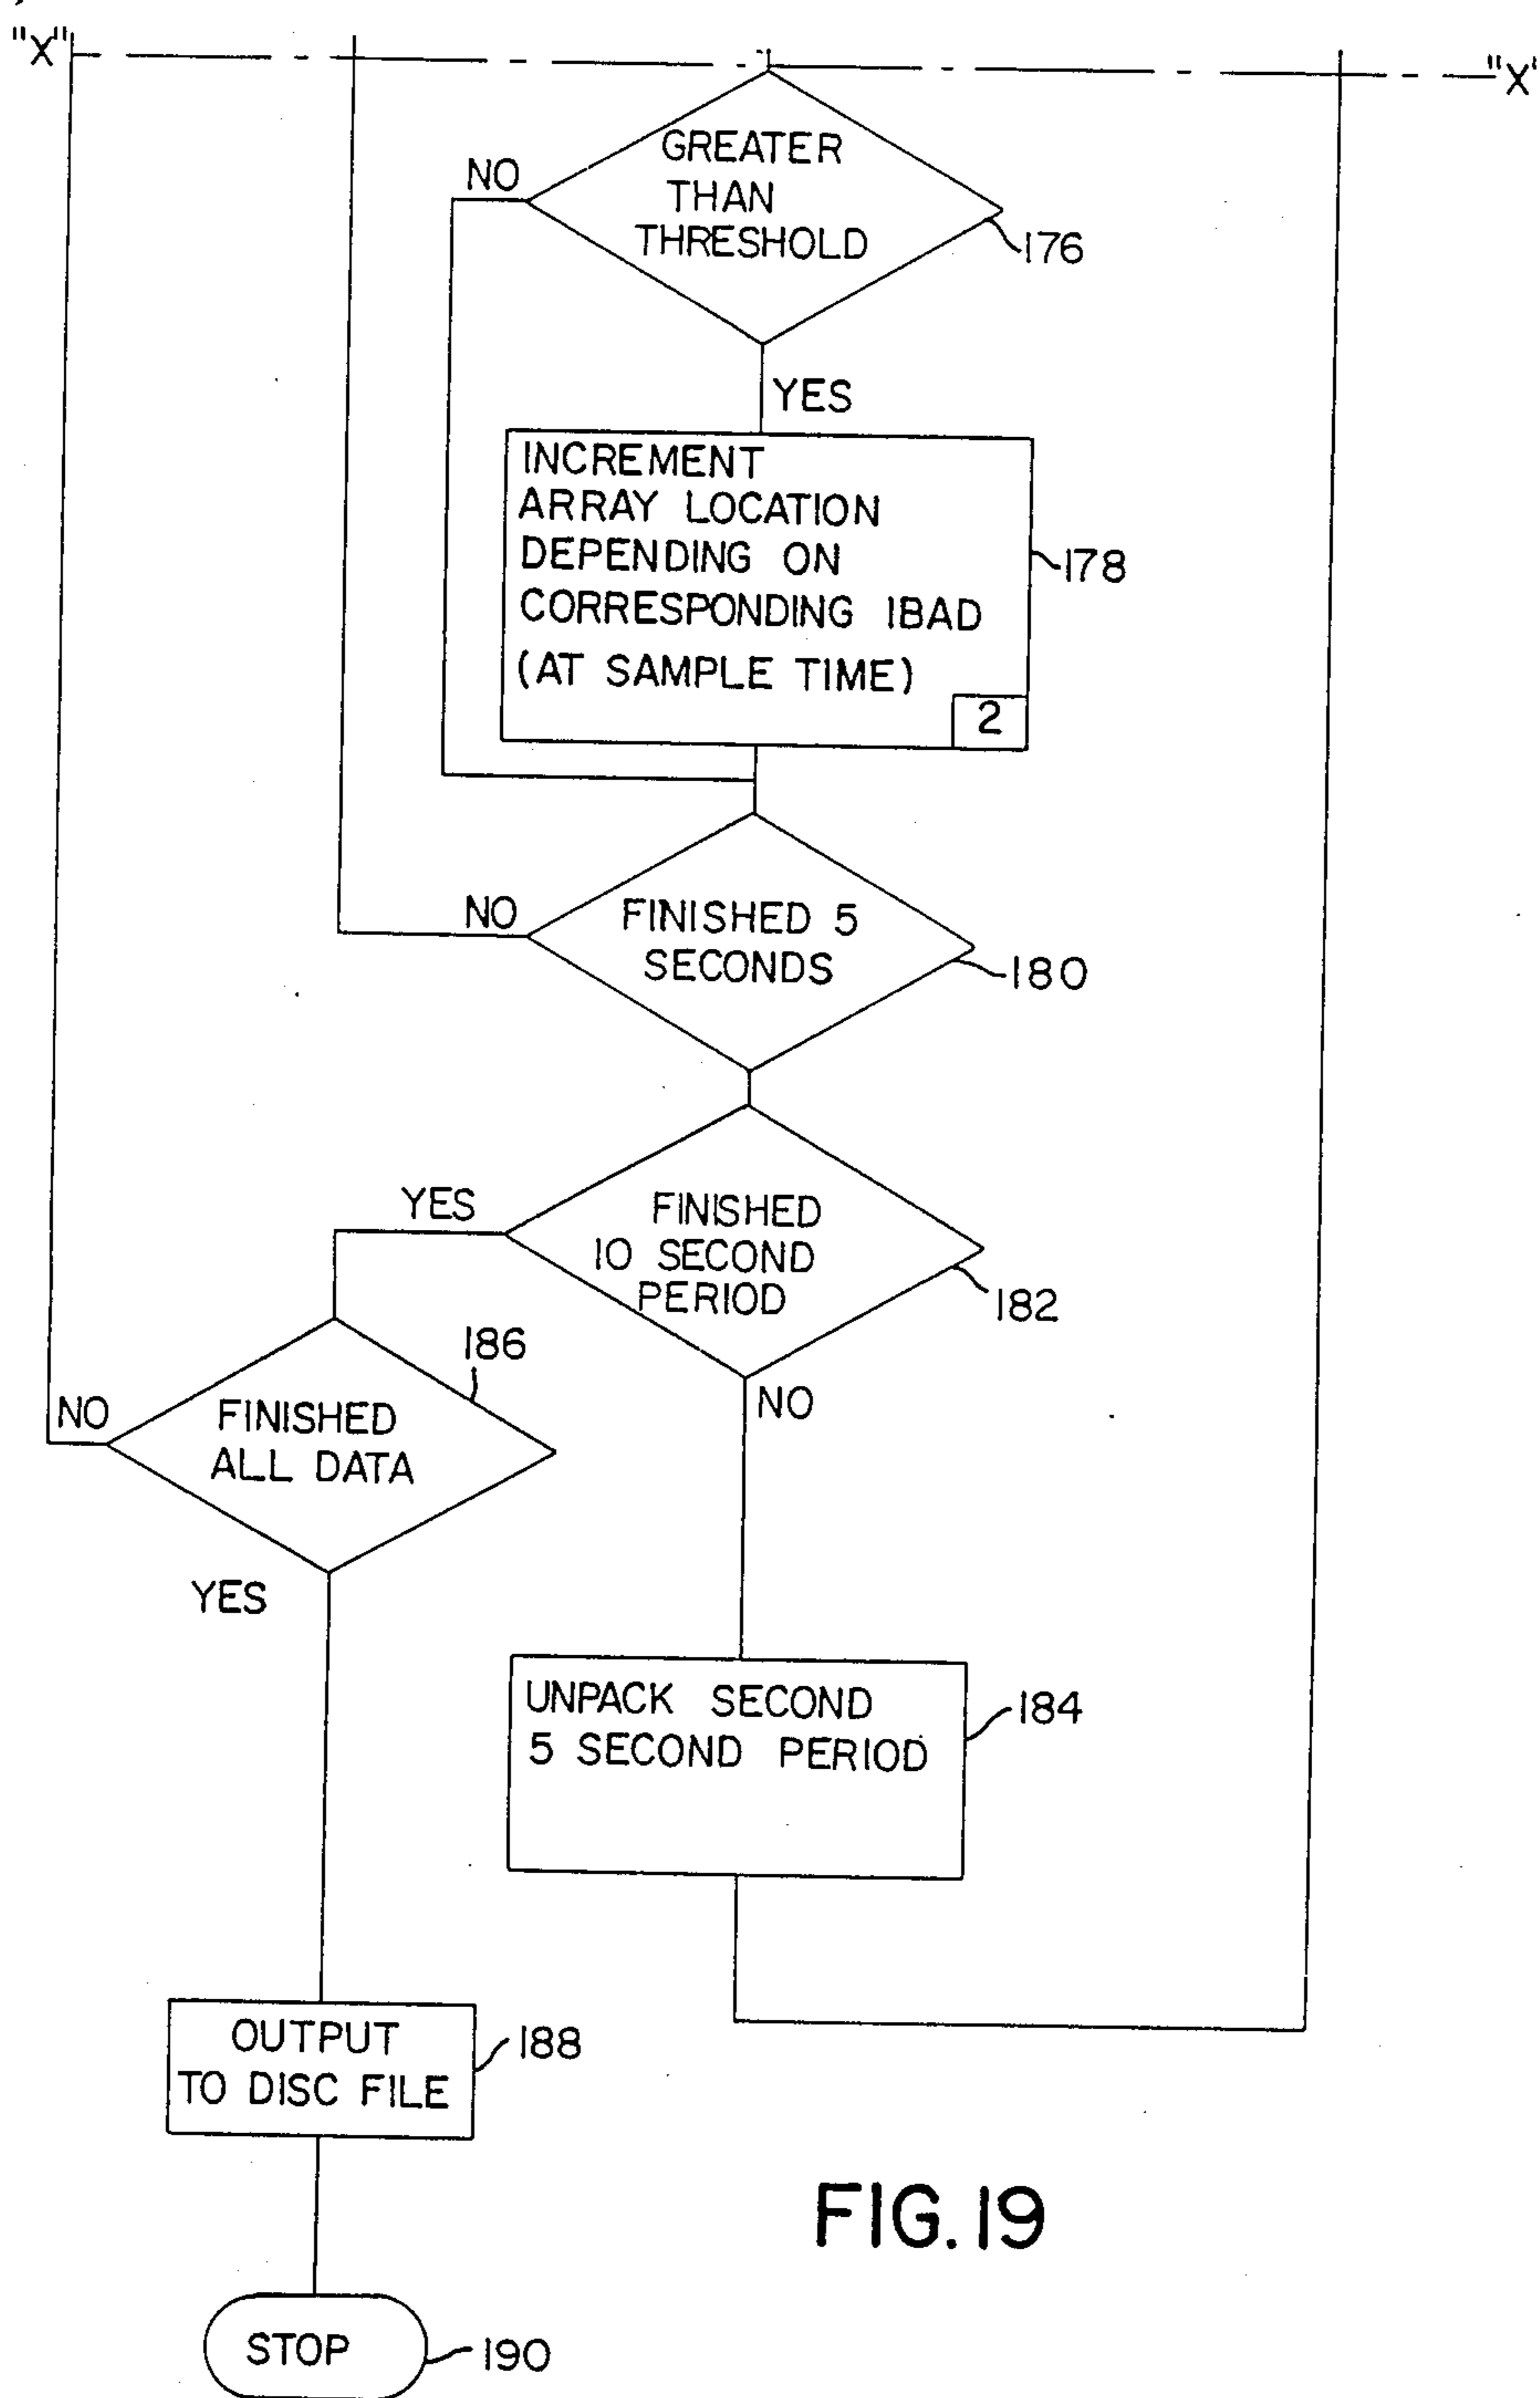 "X"
"X"
GREATER
THAN
THRESHOLD
NO
176
YES
INCREMENT
ARRAY LOCATION
DEPENDING ON
CORRESPONDING IBAD
(AT SAMPLE TIME)
2
178
NO
FINISHED 5
SECONDS
180
YES
FINISHED
10 SECOND
PERIOD
182
186
NO
NO
FINISHED
ALL DATA
YES
UNPACK SECOND
5 SECOND PERIOD
184
OUTPUT
TO DISC FILE
188
FIG. 19
STOP
190